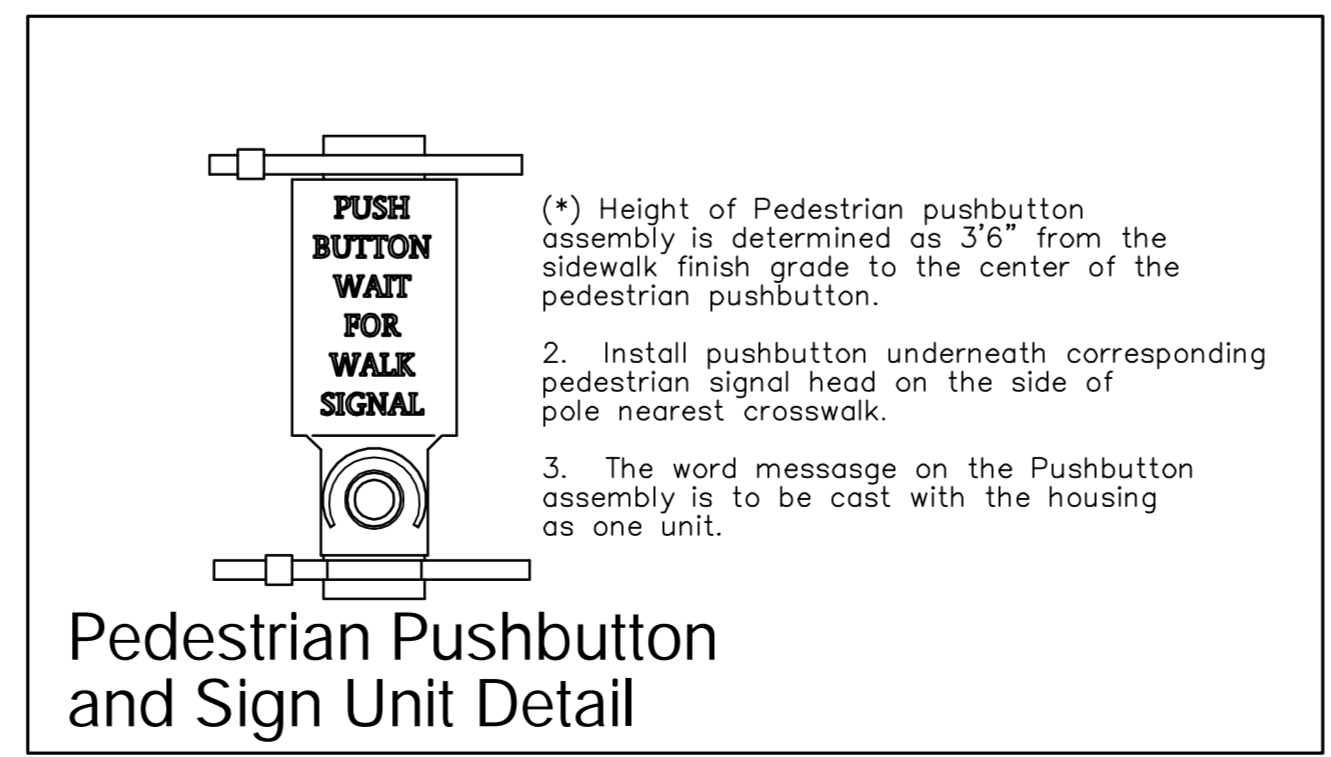 PUSH
BUTTON
WAIT
FOR
WALK
SIGNAL
(*) Height of Pedestrian pushbutton
assembly is determined as 3'6" from the
sidewalk finish grade to the center of the
pedestrian pushbutton.
2. Install pushbutton underneath corresponding
pedestrian signal head on the side of
pole nearest crosswalk.
3. The word messasge on the Pushbutton
assembly is to be cast with the housing
as one unit.
Pedestrian Pushbutton
and Sign Unit Detail